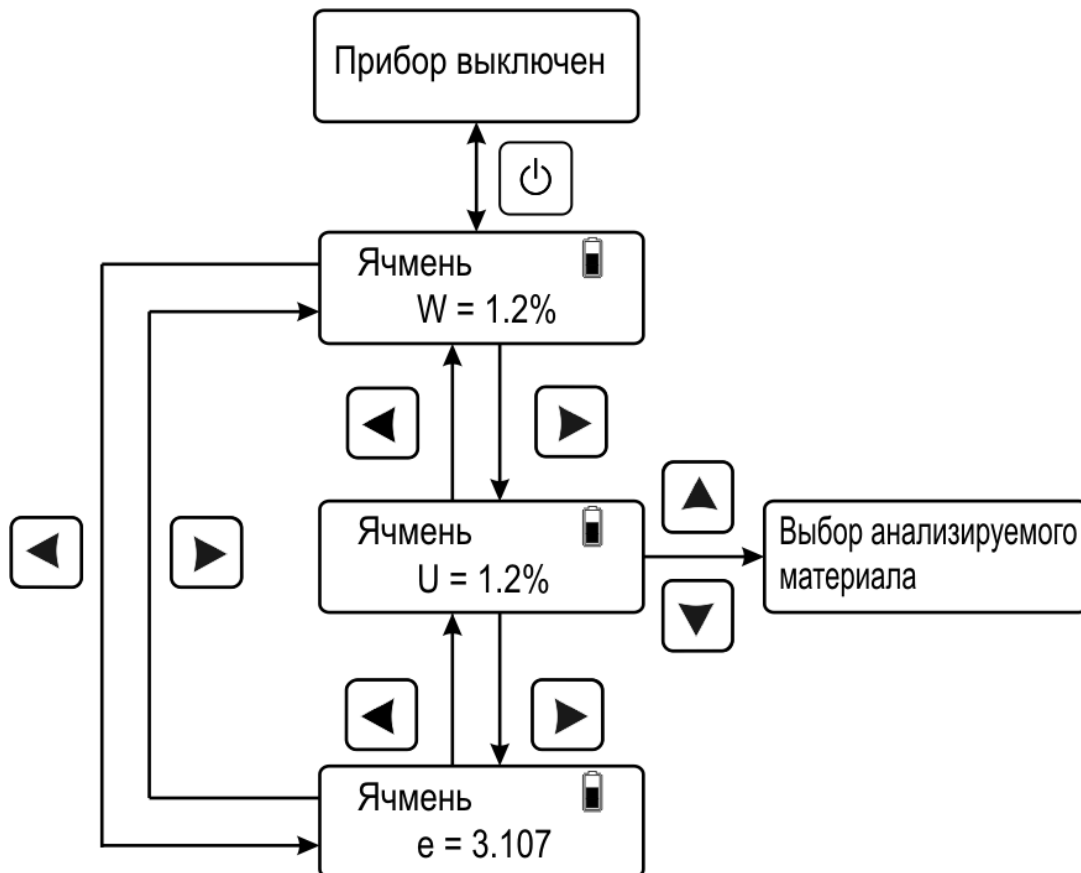 Прибор выключен
Ячмень
W = 1.2%
Ячмень
U = 1.2%
Выбор анализируемого
материала
Ячмень
e = 3.107